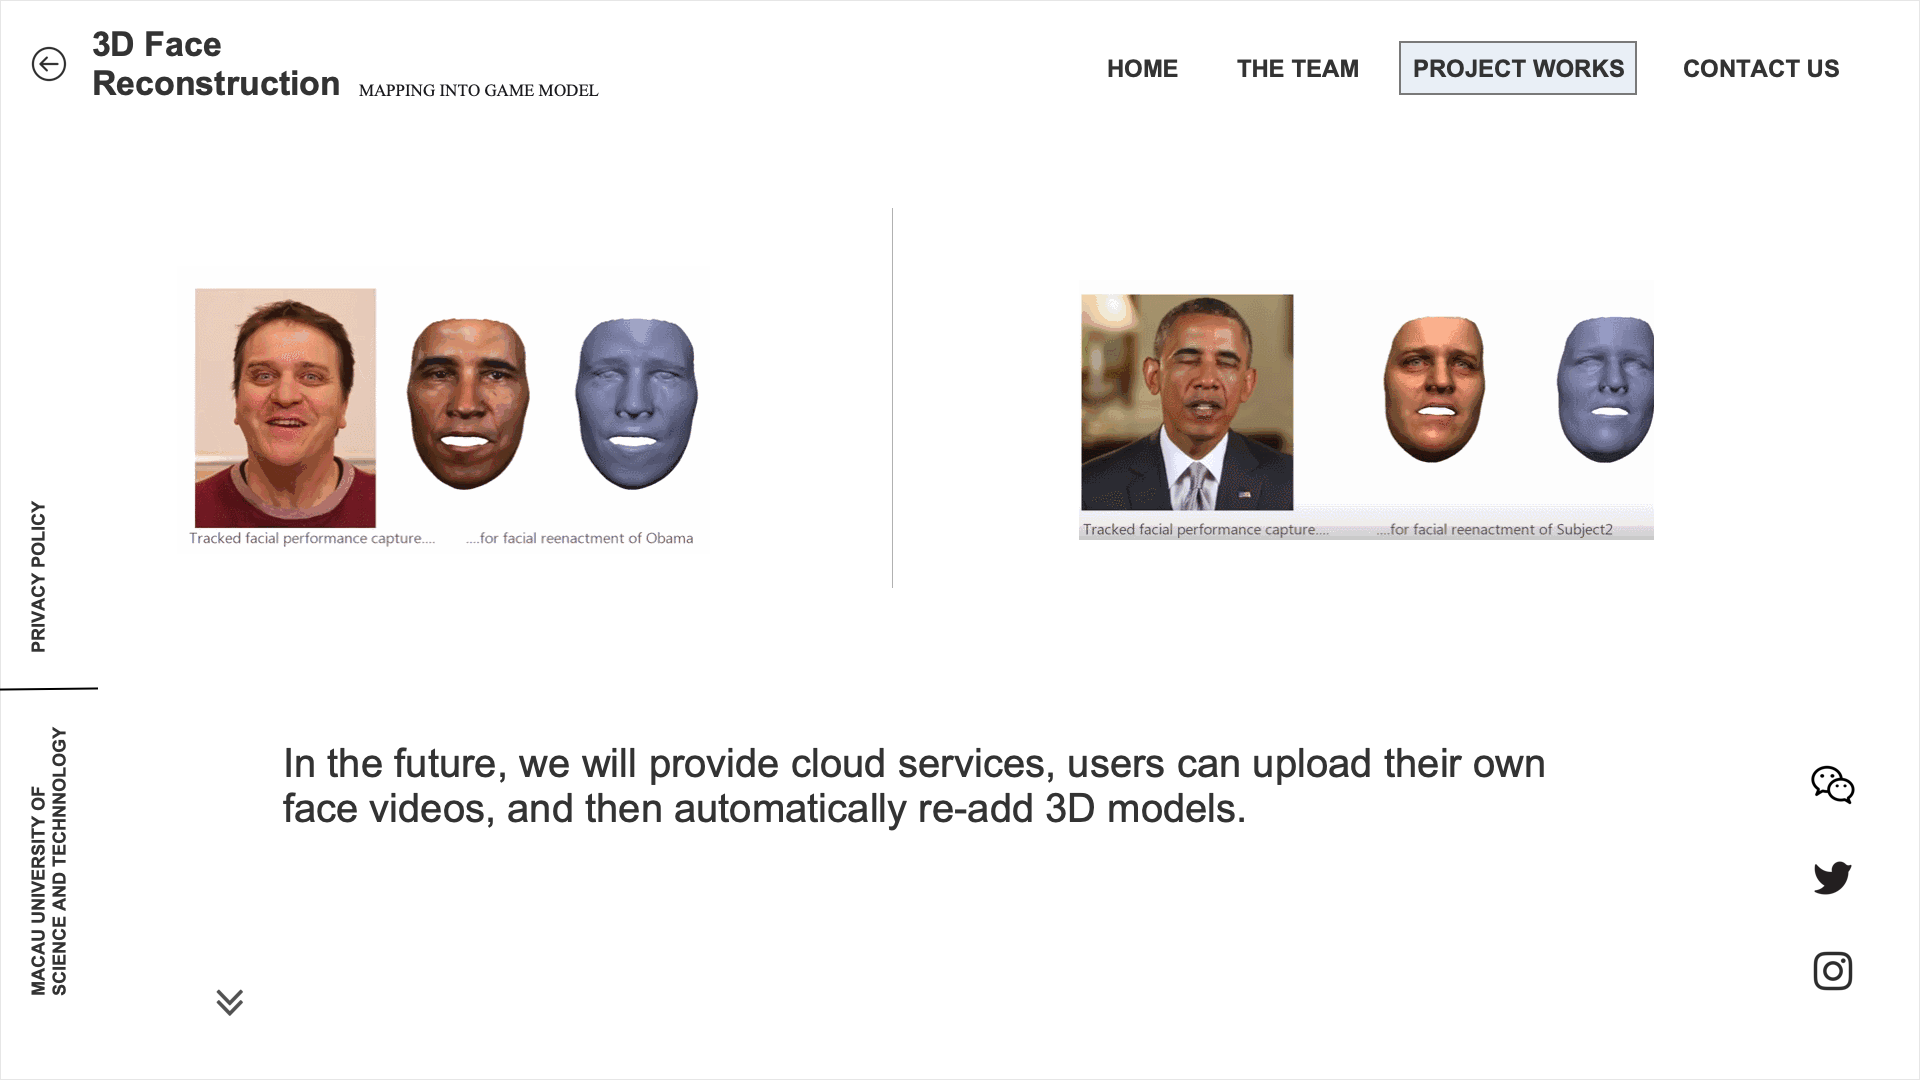 3D Face
Reconstruction
MAPPING INTO GAME MODEL
HOME
THE TEAM
PROJECT WORKS
CONTACT US
Tracked facial performance capture....
....for facial reenactment of Obama
Tracked facial performance capture....
....for facial reenactment of Subject2
PRIVACY POLICY
MACAU UNIVERSITY OF
SCIENCE AND TECHNOLOGY
In the future, we will provide cloud services, users can upload their own
face videos, and then automatically re-add 3D models.